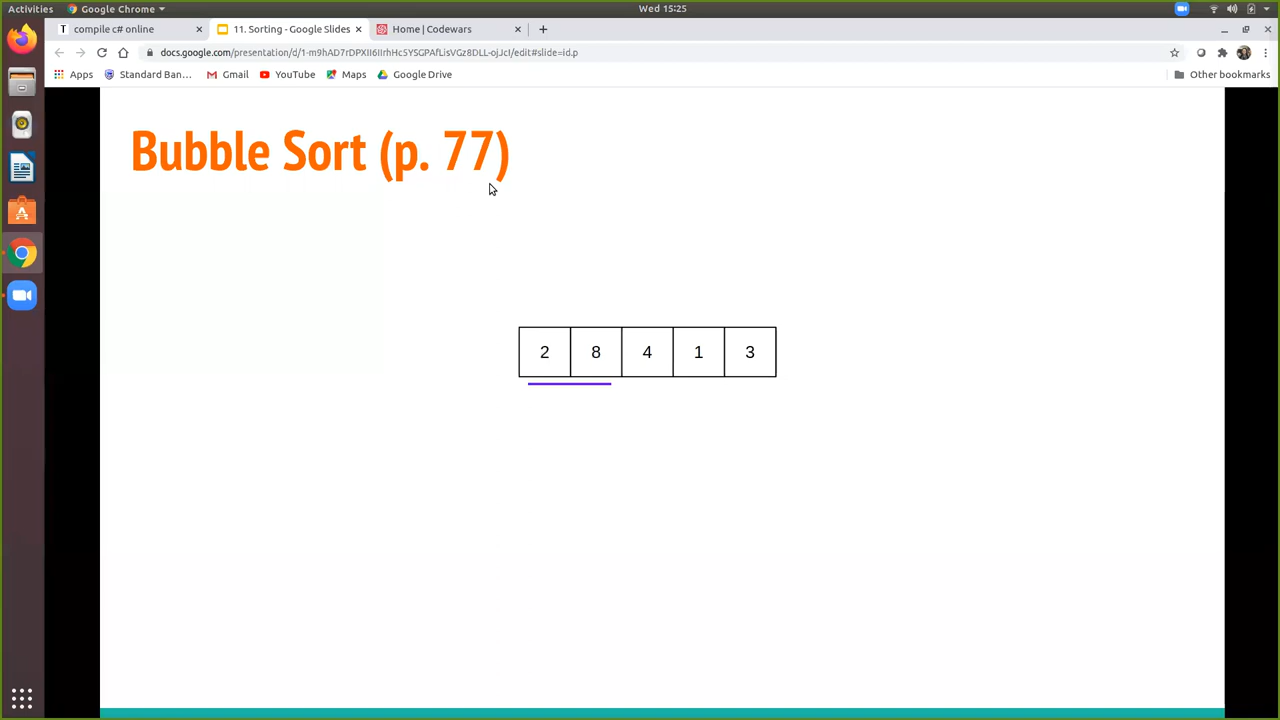 Activities
Google Chrome
Wed 15:25
compile c# online
11. Sorting - Google Slides
Home | Codewars
docs.google.com/presentation/d/1-m9hAD7rDPXII6IIrhHc5YSGPAfLisVGz8DLL-ojJcI/edit#slide=id.p
Apps
Standard Ban...
Gmail
YouTube
Maps
Google Drive
Other bookmarks
Bubble Sort (p. 77)
2 8 4 1 3